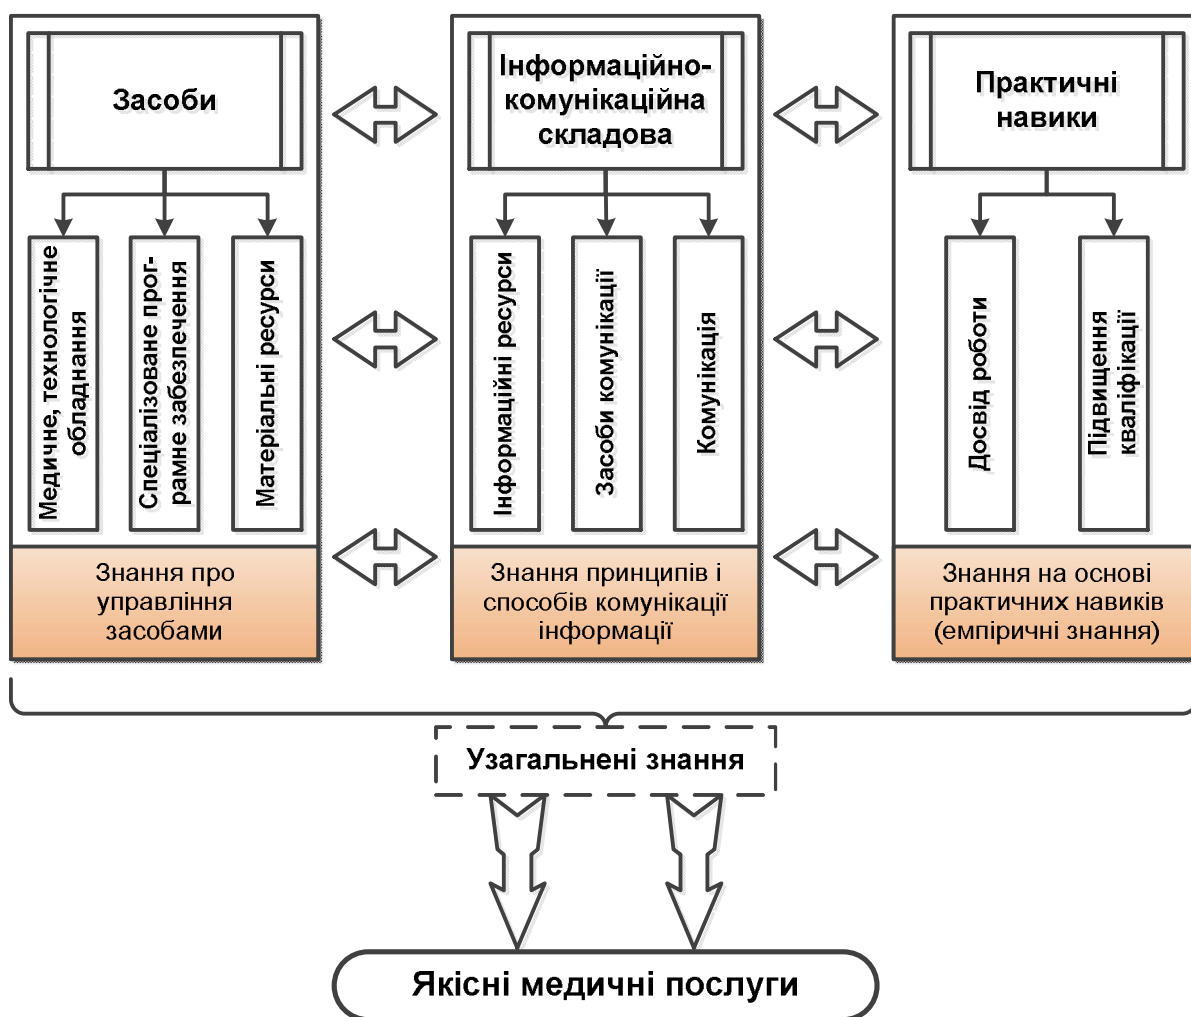 Засоби
Інформаційно-
комунікаційна
складова
Практичні
навики
Медичне, технологічне
обладнання
Спеціалізоване прог-
рамне забезпечення
Матеріальні ресурси
Інформаційні ресурси
Засоби комунікації
Комунікація
Досвід роботи
Підвищення
кваліфікації
Знання про
управління
засобами
Знання принципів і
способів комунікації
інформації
Знання на основі
практичних навиків
(емпіричні знання)
Узагальнені знання
Якісні медичні послуги